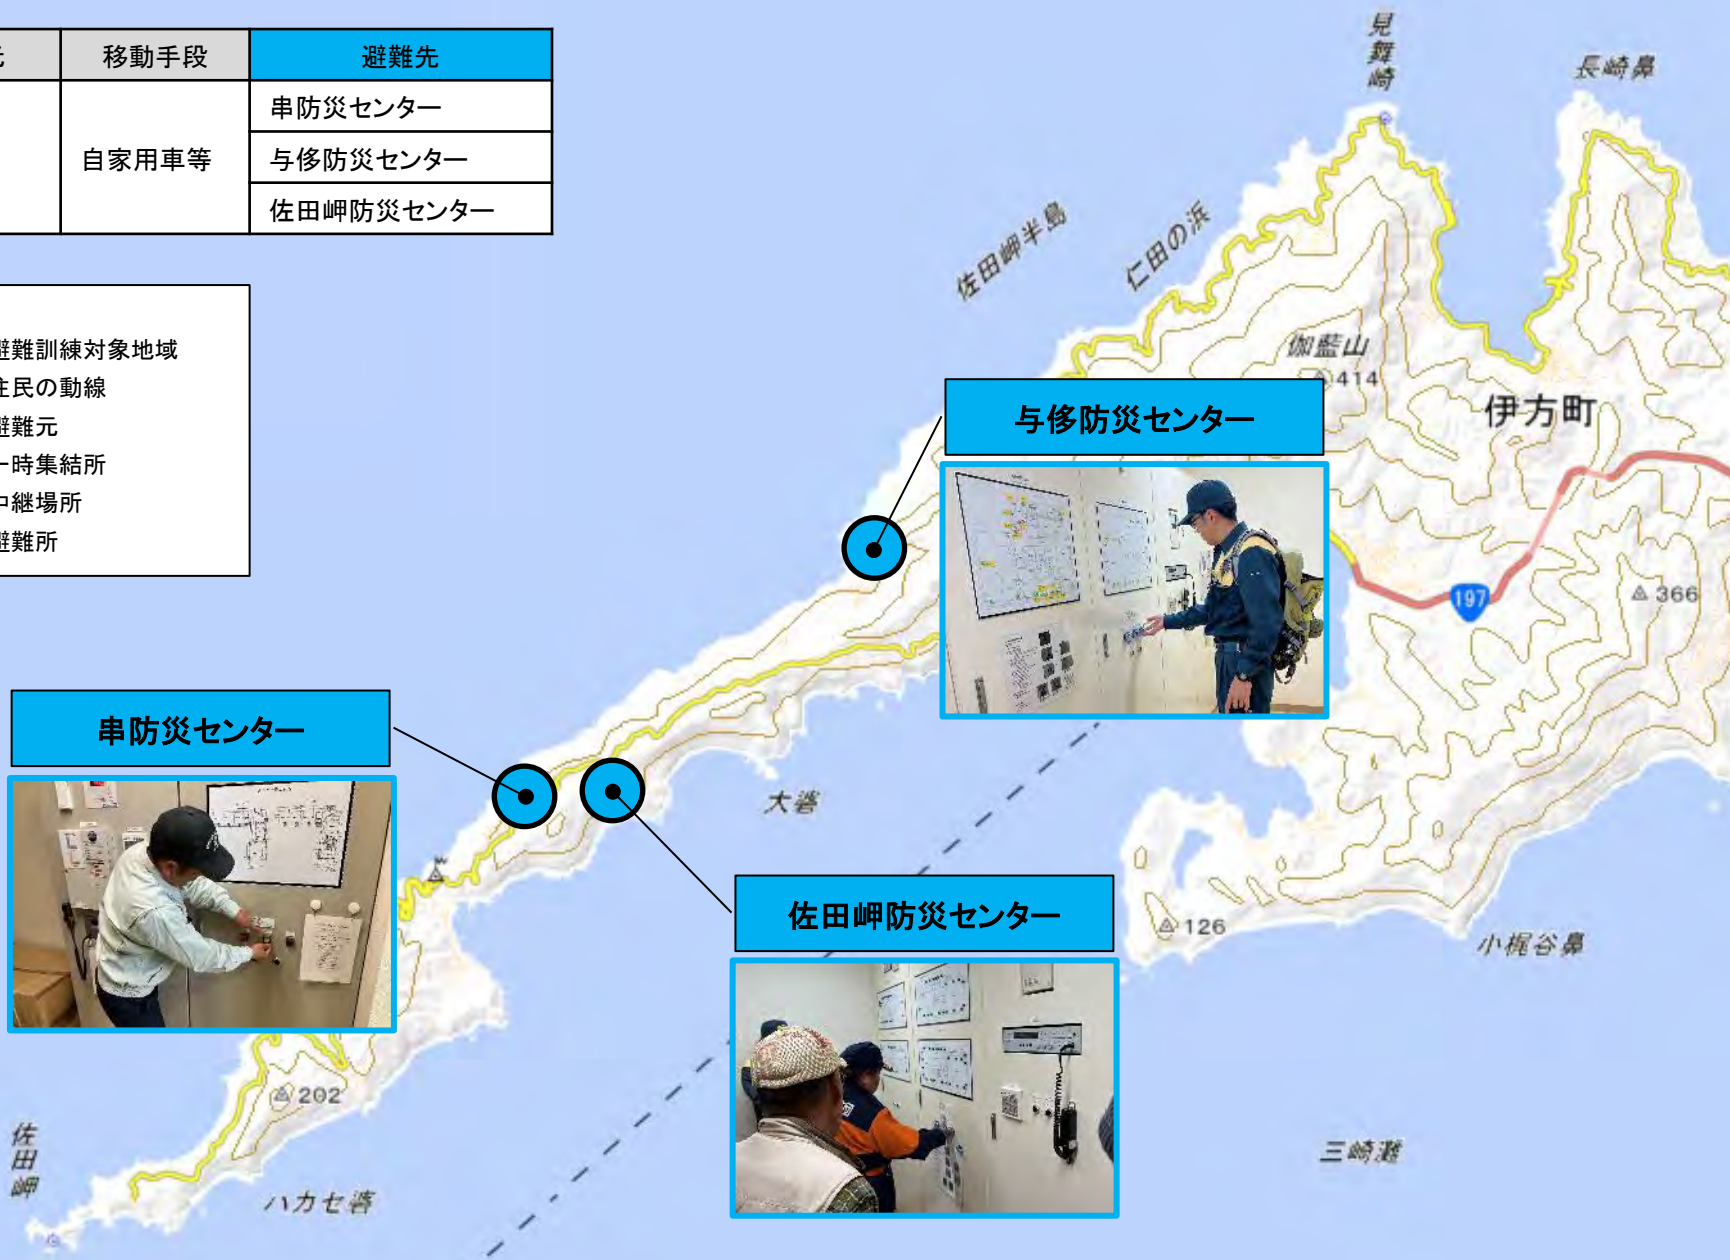 移動手段
避難先
串防災センター
自家用車等
与侈防災センター
佐田岬防災センター
避難訓練対象地域
住民の動線
避難元
一時集結所
中継場所
避難所
見舞崎
長崎鼻
佐田岬半島
仁田の浜
伽藍山
414
伊方町
与侈防災センター
197
366
串防災センター
大碆
佐田岬防災センター
126
小梶谷鼻
202
佐田岬
ハカセ碆
三崎灘